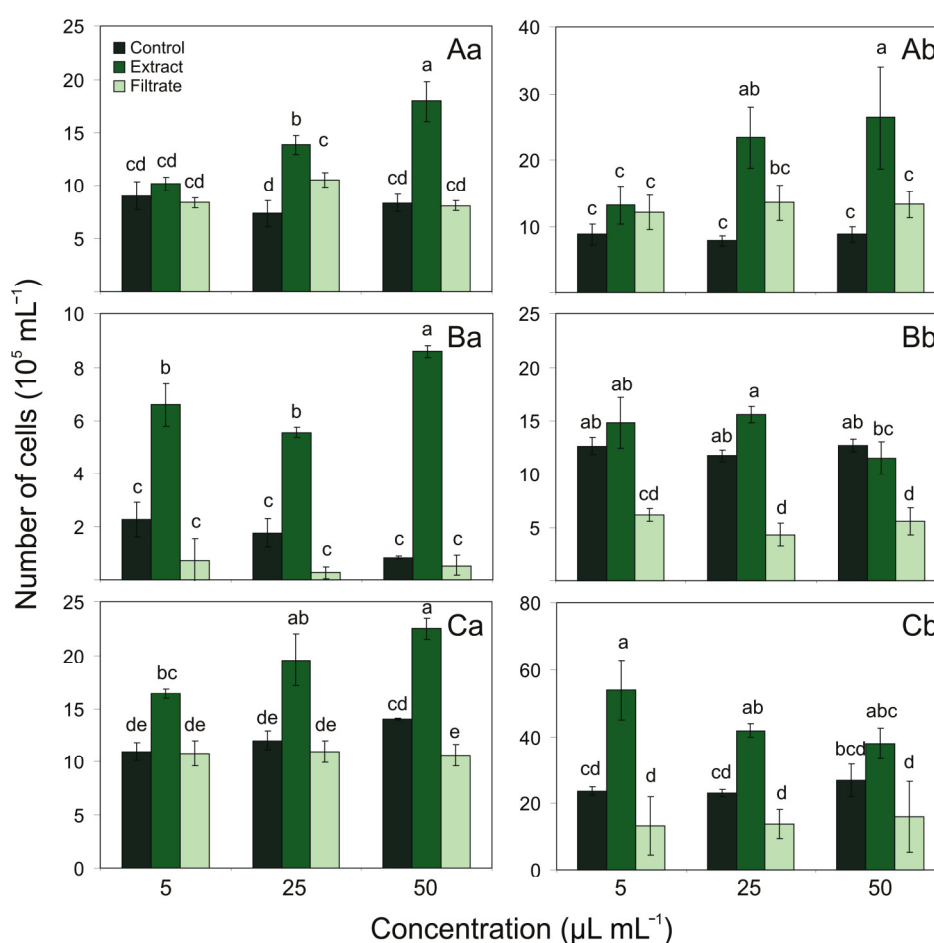 Number of cells (10⁵ mL⁻¹)
25
20
15
10
5
Control
Extract
Filtrate
Aa
cd cd cd
d b c
cd a cd
40
30
20
10
Ab
c c c
c ab bc
c a c
10
8
6
4
2
Ba
c b c
c b c
c a c
25
20
15
10
5
Bb
ab ab cd
ab a d
ab bc d
25
20
15
10
5
0
Ca
de bc de
de ab de
cd a e
5 25 50
80
60
40
20
0
Cb
cd a d
cd ab d
bcd abc d
5 25 50
Concentration (µL mL⁻¹)